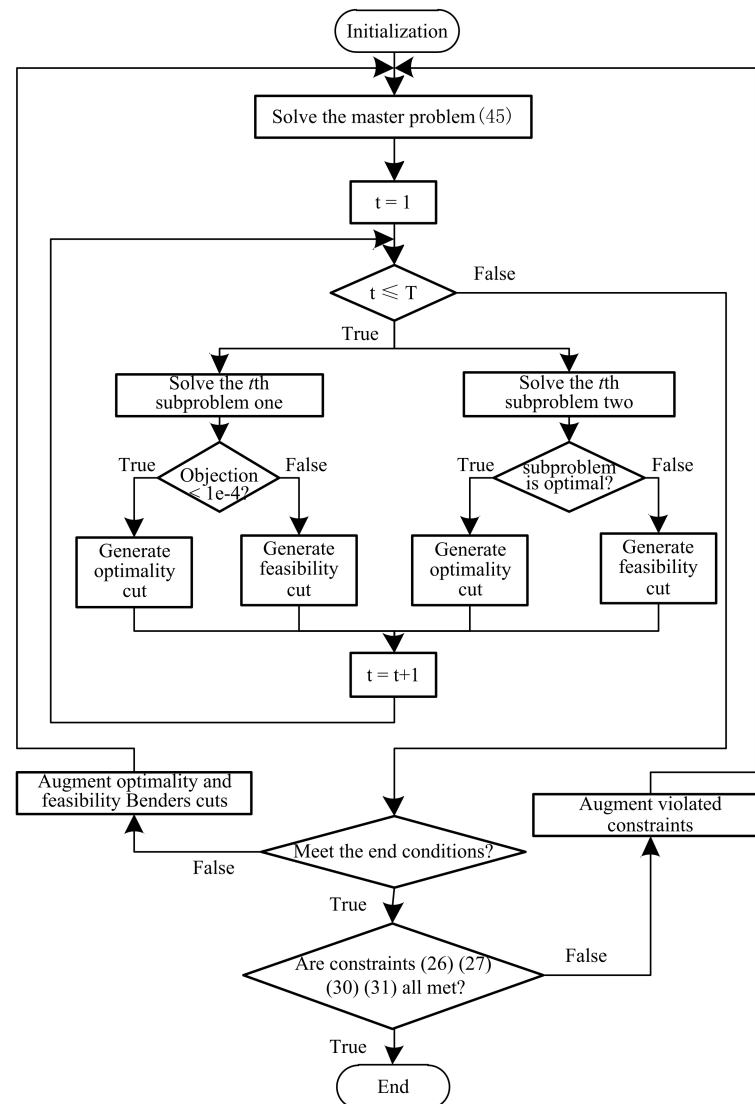 Initialization
Solve the master problem (45)
t = 1
t ⩽ T
False
True
Solve the tth
subproblem one
Solve the tth
subproblem two
True
Objection
< 1e-4?
False
True
subproblem
is optimal?
False
Generate
optimality
cut
Generate
feasibility
cut
Generate
optimality
cut
Generate
feasibility
cut
t = t+1
Augment optimality and
feasibility Benders cuts
Augment violated
constraints
Meet the end conditions?
False
True
Are constraints (26) (27)
(30) (31) all met?
False
True
End